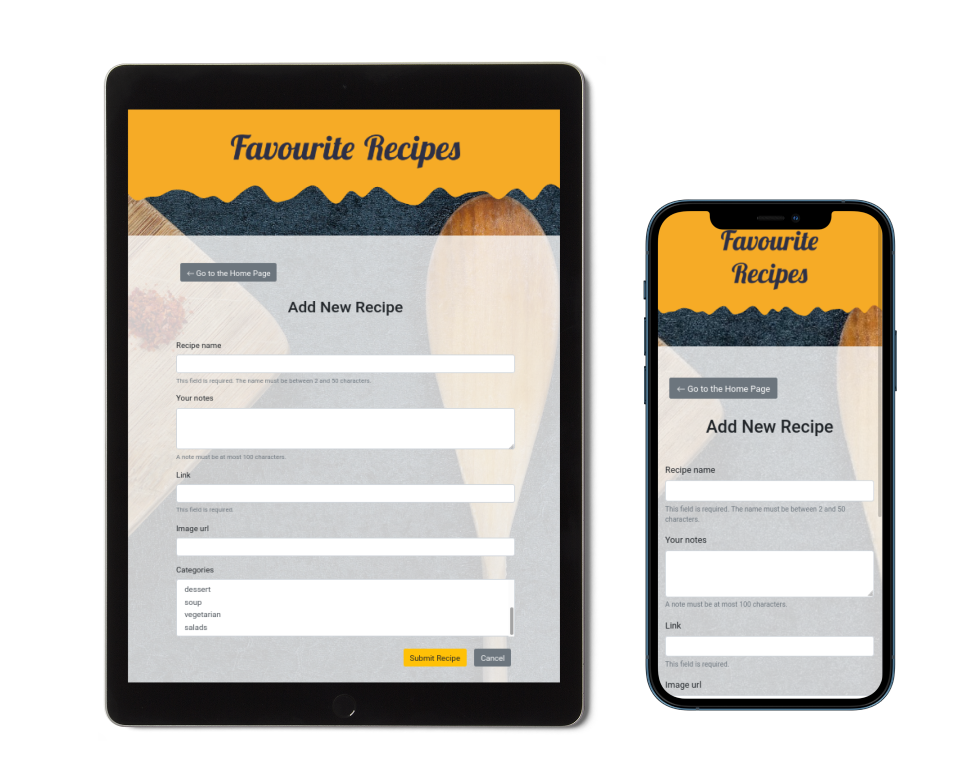 Favourite Recipes
← Go to the Home Page
Add New Recipe
Recipe name
This field is required. The name must be between 2 and 50 characters.
Your notes
A note must be at most 100 characters.
Link
This field is required.
Image url
Categories
dessert
soup
vegetarian
salads
Submit Recipe Cancel
Favourite
Recipes
← Go to the Home Page
Add New Recipe
Recipe name
This field is required. The name must be between 2 and 50
characters.
Your notes
A note must be at most 100 characters.
Link
This field is required.
Image url